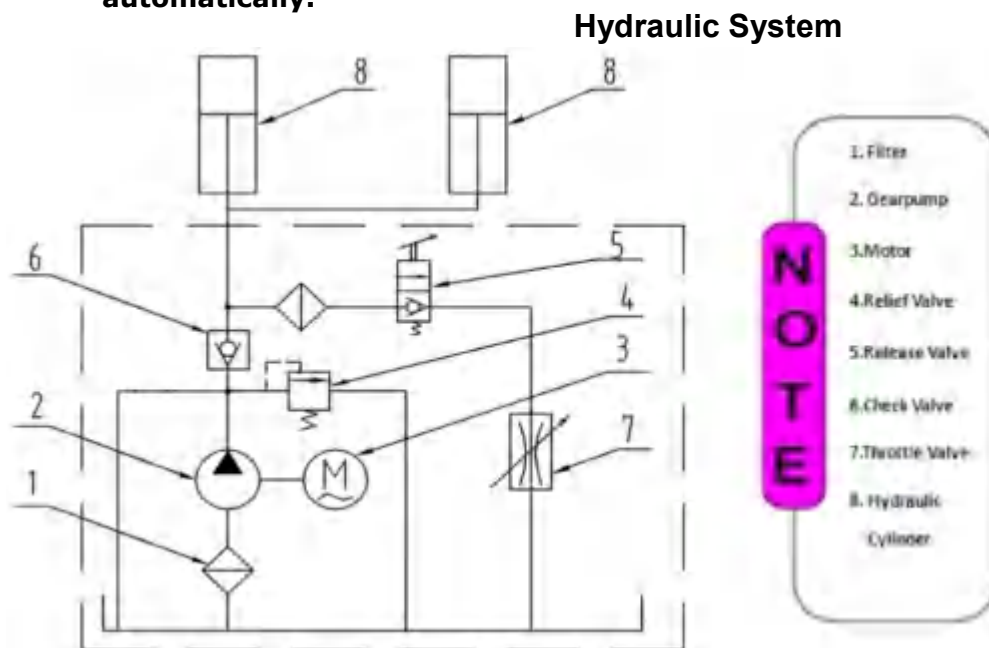 automatically.
Hydraulic System
8
8
6
5
4
3
2
7
1
M
NOTE
1. Filter
2. Gearpump
3.Motor
4.Relief Valve
5.Release Valve
6.Check Valve
7.Throttle Valve
8. Hydraulic
Cylinder